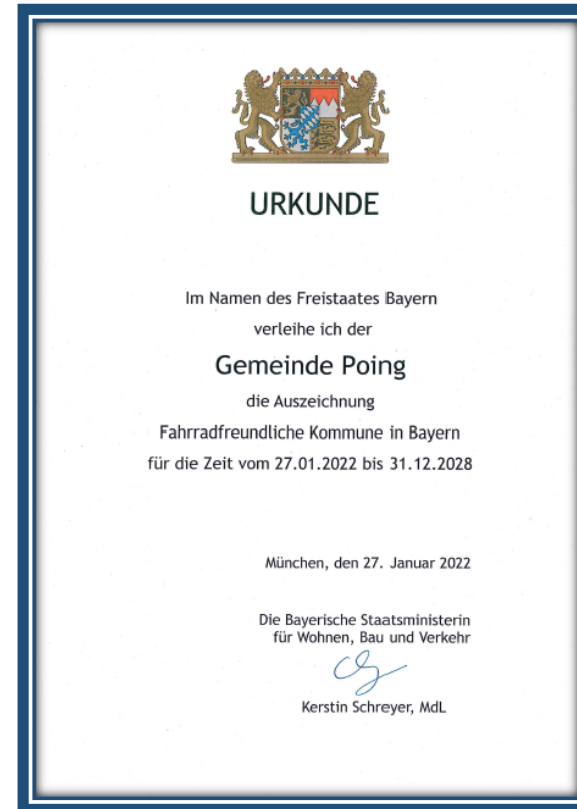 URKUNDE
Im Namen des Freistaates Bayern
verleihe ich der
Gemeinde Poing
die Auszeichnung
Fahrradfreundliche Kommune in Bayern
für die Zeit vom 27.01.2022 bis 31.12.2028
München, den 27. Januar 2022
Die Bayerische Staatsministerin
für Wohnen, Bau und Verkehr
Kerstin Schreyer, MdL